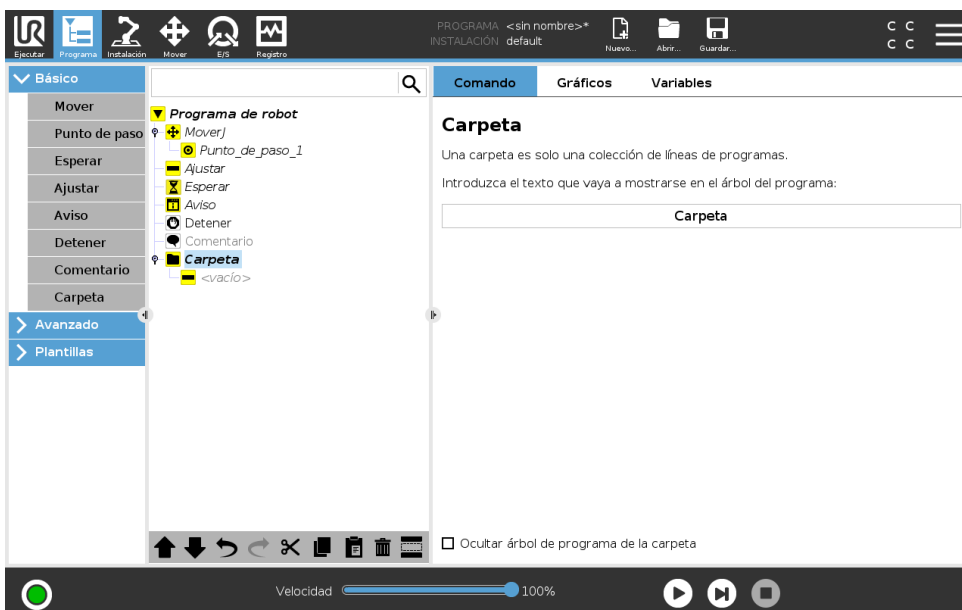 PROGRAMA <sin nombre>*
INSTALACIÓN default
Ejecutar Programa Instalación Mover E/S Registro Nuevo... Abrir... Guardar...
C C
C C
Básico
Mover
Punto de paso
Esperar
Ajustar
Aviso
Detener
Comentario
Carpeta
Avanzado
Plantillas
Programa de robot
MoverJ
Punto_de_paso_1
Ajustar
Esperar
Aviso
Detener
Comentario
Carpeta
<vacío>
Comando Gráficos Variables
Carpeta
Una carpeta es solo una colección de líneas de programas.
Introduzca el texto que vaya a mostrarse en el árbol del programa:
Carpeta
Ocultar árbol de programa de la carpeta
Velocidad 100%